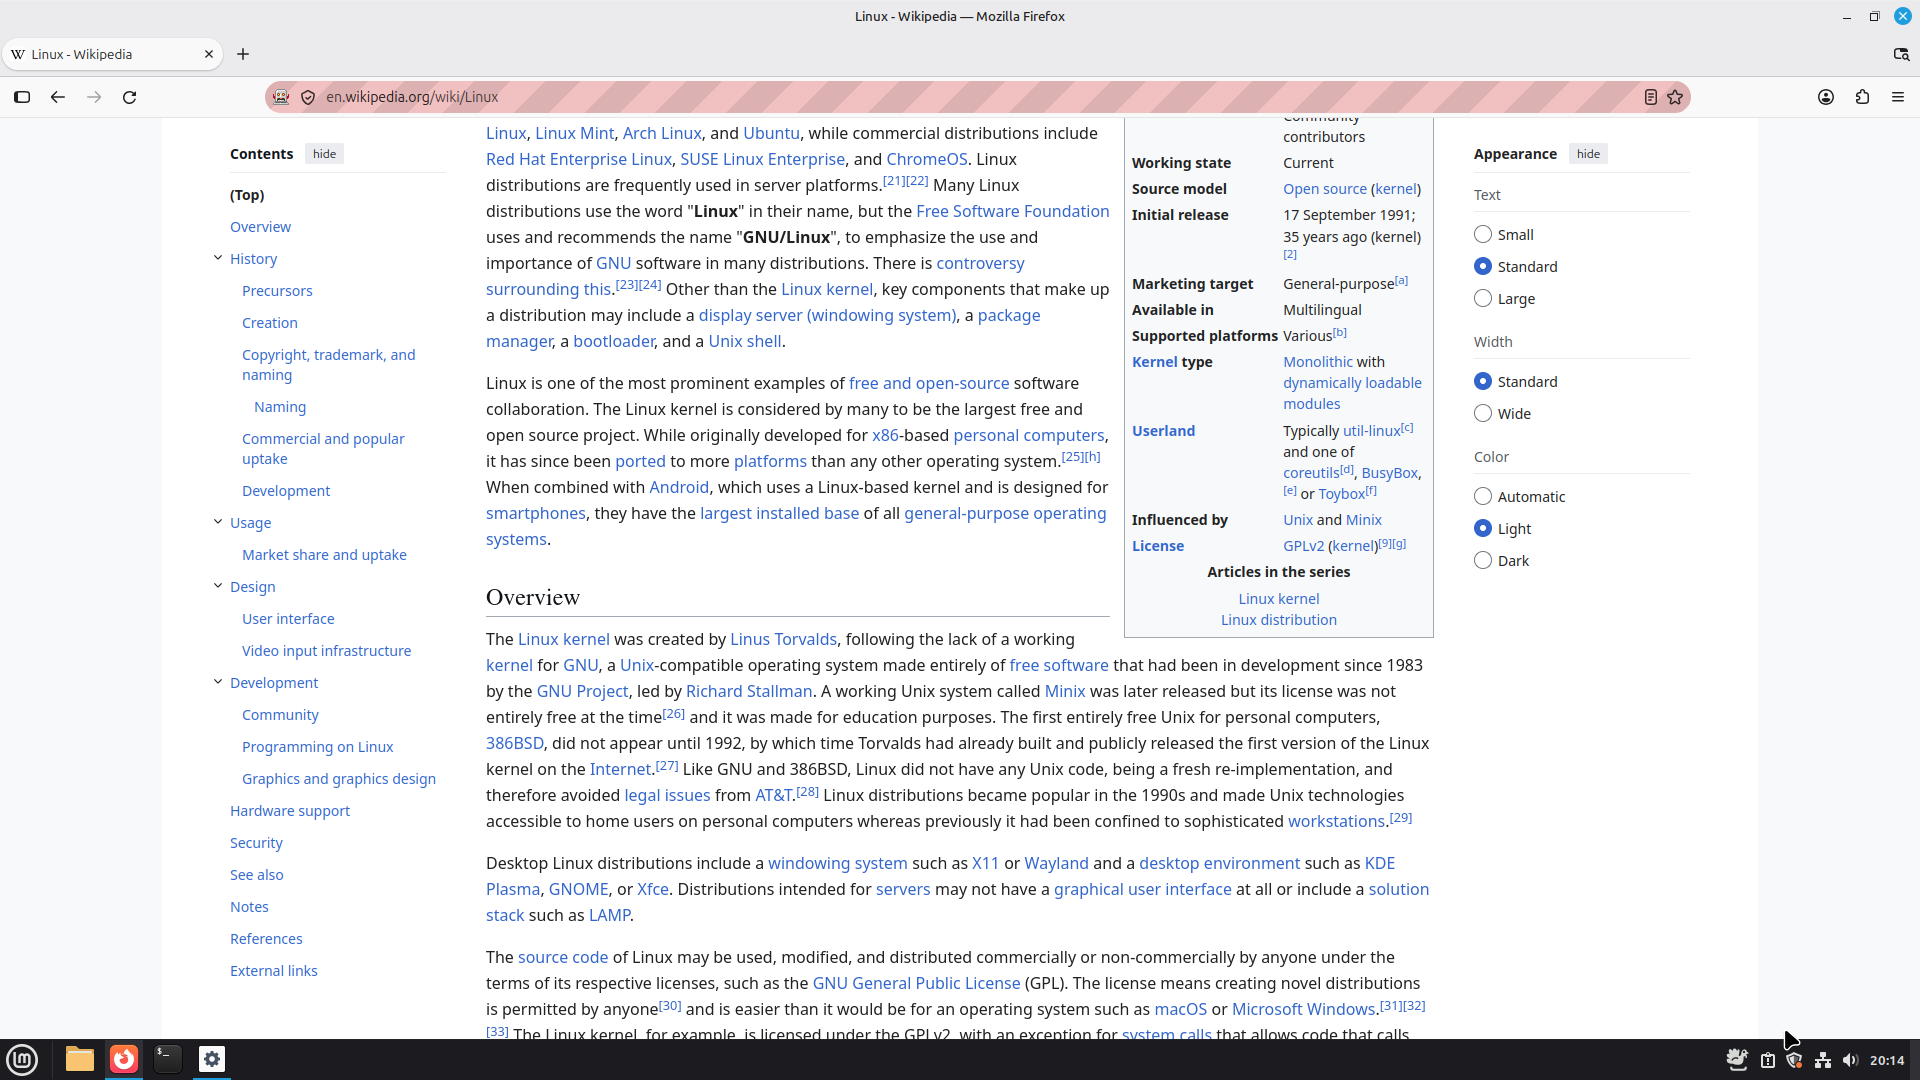 Linux - Wikipedia — Mozilla Firefox
Linux - Wikipedia
en.wikipedia.org/wiki/Linux
Contents hide
(Top)
Overview
History
Precursors
Creation
Copyright, trademark, and
naming
Naming
Commercial and popular
uptake
Development
Usage
Market share and uptake
Design
User interface
Video input infrastructure
Development
Community
Programming on Linux
Graphics and graphics design
Hardware support
Security
See also
Notes
References
External links
Linux, Linux Mint, Arch Linux, and Ubuntu, while commercial distributions include
Red Hat Enterprise Linux, SUSE Linux Enterprise, and ChromeOS. Linux
distributions are frequently used in server platforms.[21][22] Many Linux
distributions use the word "Linux" in their name, but the Free Software Foundation
uses and recommends the name "GNU/Linux", to emphasize the use and
importance of GNU software in many distributions. There is controversy
surrounding this.[23][24] Other than the Linux kernel, key components that make up
a distribution may include a display server (windowing system), a package
manager, a bootloader, and a Unix shell.
Linux is one of the most prominent examples of free and open-source software
collaboration. The Linux kernel is considered by many to be the largest free and
open source project. While originally developed for x86-based personal computers,
it has since been ported to more platforms than any other operating system.[25][h]
When combined with Android, which uses a Linux-based kernel and is designed for
smartphones, they have the largest installed base of all general-purpose operating
systems.
Overview
The Linux kernel was created by Linus Torvalds, following the lack of a working
kernel for GNU, a Unix-compatible operating system made entirely of free software that had been in development since 1983
by the GNU Project, led by Richard Stallman. A working Unix system called Minix was later released but its license was not
entirely free at the time[26] and it was made for education purposes. The first entirely free Unix for personal computers,
386BSD, did not appear until 1992, by which time Torvalds had already built and publicly released the first version of the Linux
kernel on the Internet.[27] Like GNU and 386BSD, Linux did not have any Unix code, being a fresh re-implementation, and
therefore avoided legal issues from AT&T.[28] Linux distributions became popular in the 1990s and made Unix technologies
accessible to home users on personal computers whereas previously it had been confined to sophisticated workstations.[29]
Desktop Linux distributions include a windowing system such as X11 or Wayland and a desktop environment such as KDE
Plasma, GNOME, or Xfce. Distributions intended for servers may not have a graphical user interface at all or include a solution
stack such as LAMP.
The source code of Linux may be used, modified, and distributed commercially or non-commercially by anyone under the
terms of its respective licenses, such as the GNU General Public License (GPL). The license means creating novel distributions
is permitted by anyone[30] and is easier than it would be for an operating system such as macOS or Microsoft Windows.[31][32]
[33] The Linux kernel, for example, is licensed under the GPLv2, with an exception for system calls that allows code that calls
Community
contributors
Working state Current
Source model Open source (kernel)
Initial release 17 September 1991;
35 years ago (kernel)
[2]
Marketing target General-purpose[a]
Available in Multilingual
Supported platforms Various[b]
Kernel type Monolithic with
dynamically loadable
modules
Userland Typically util-linux[c]
and one of
coreutils[d], BusyBox,
[e] or Toybox[f]
Influenced by Unix and Minix
License GPLv2 (kernel)[9][g]
Articles in the series
Linux kernel
Linux distribution
Appearance hide
Text
Small
Standard
Large
Width
Standard
Wide
Color
Automatic
Light
Dark
20:14